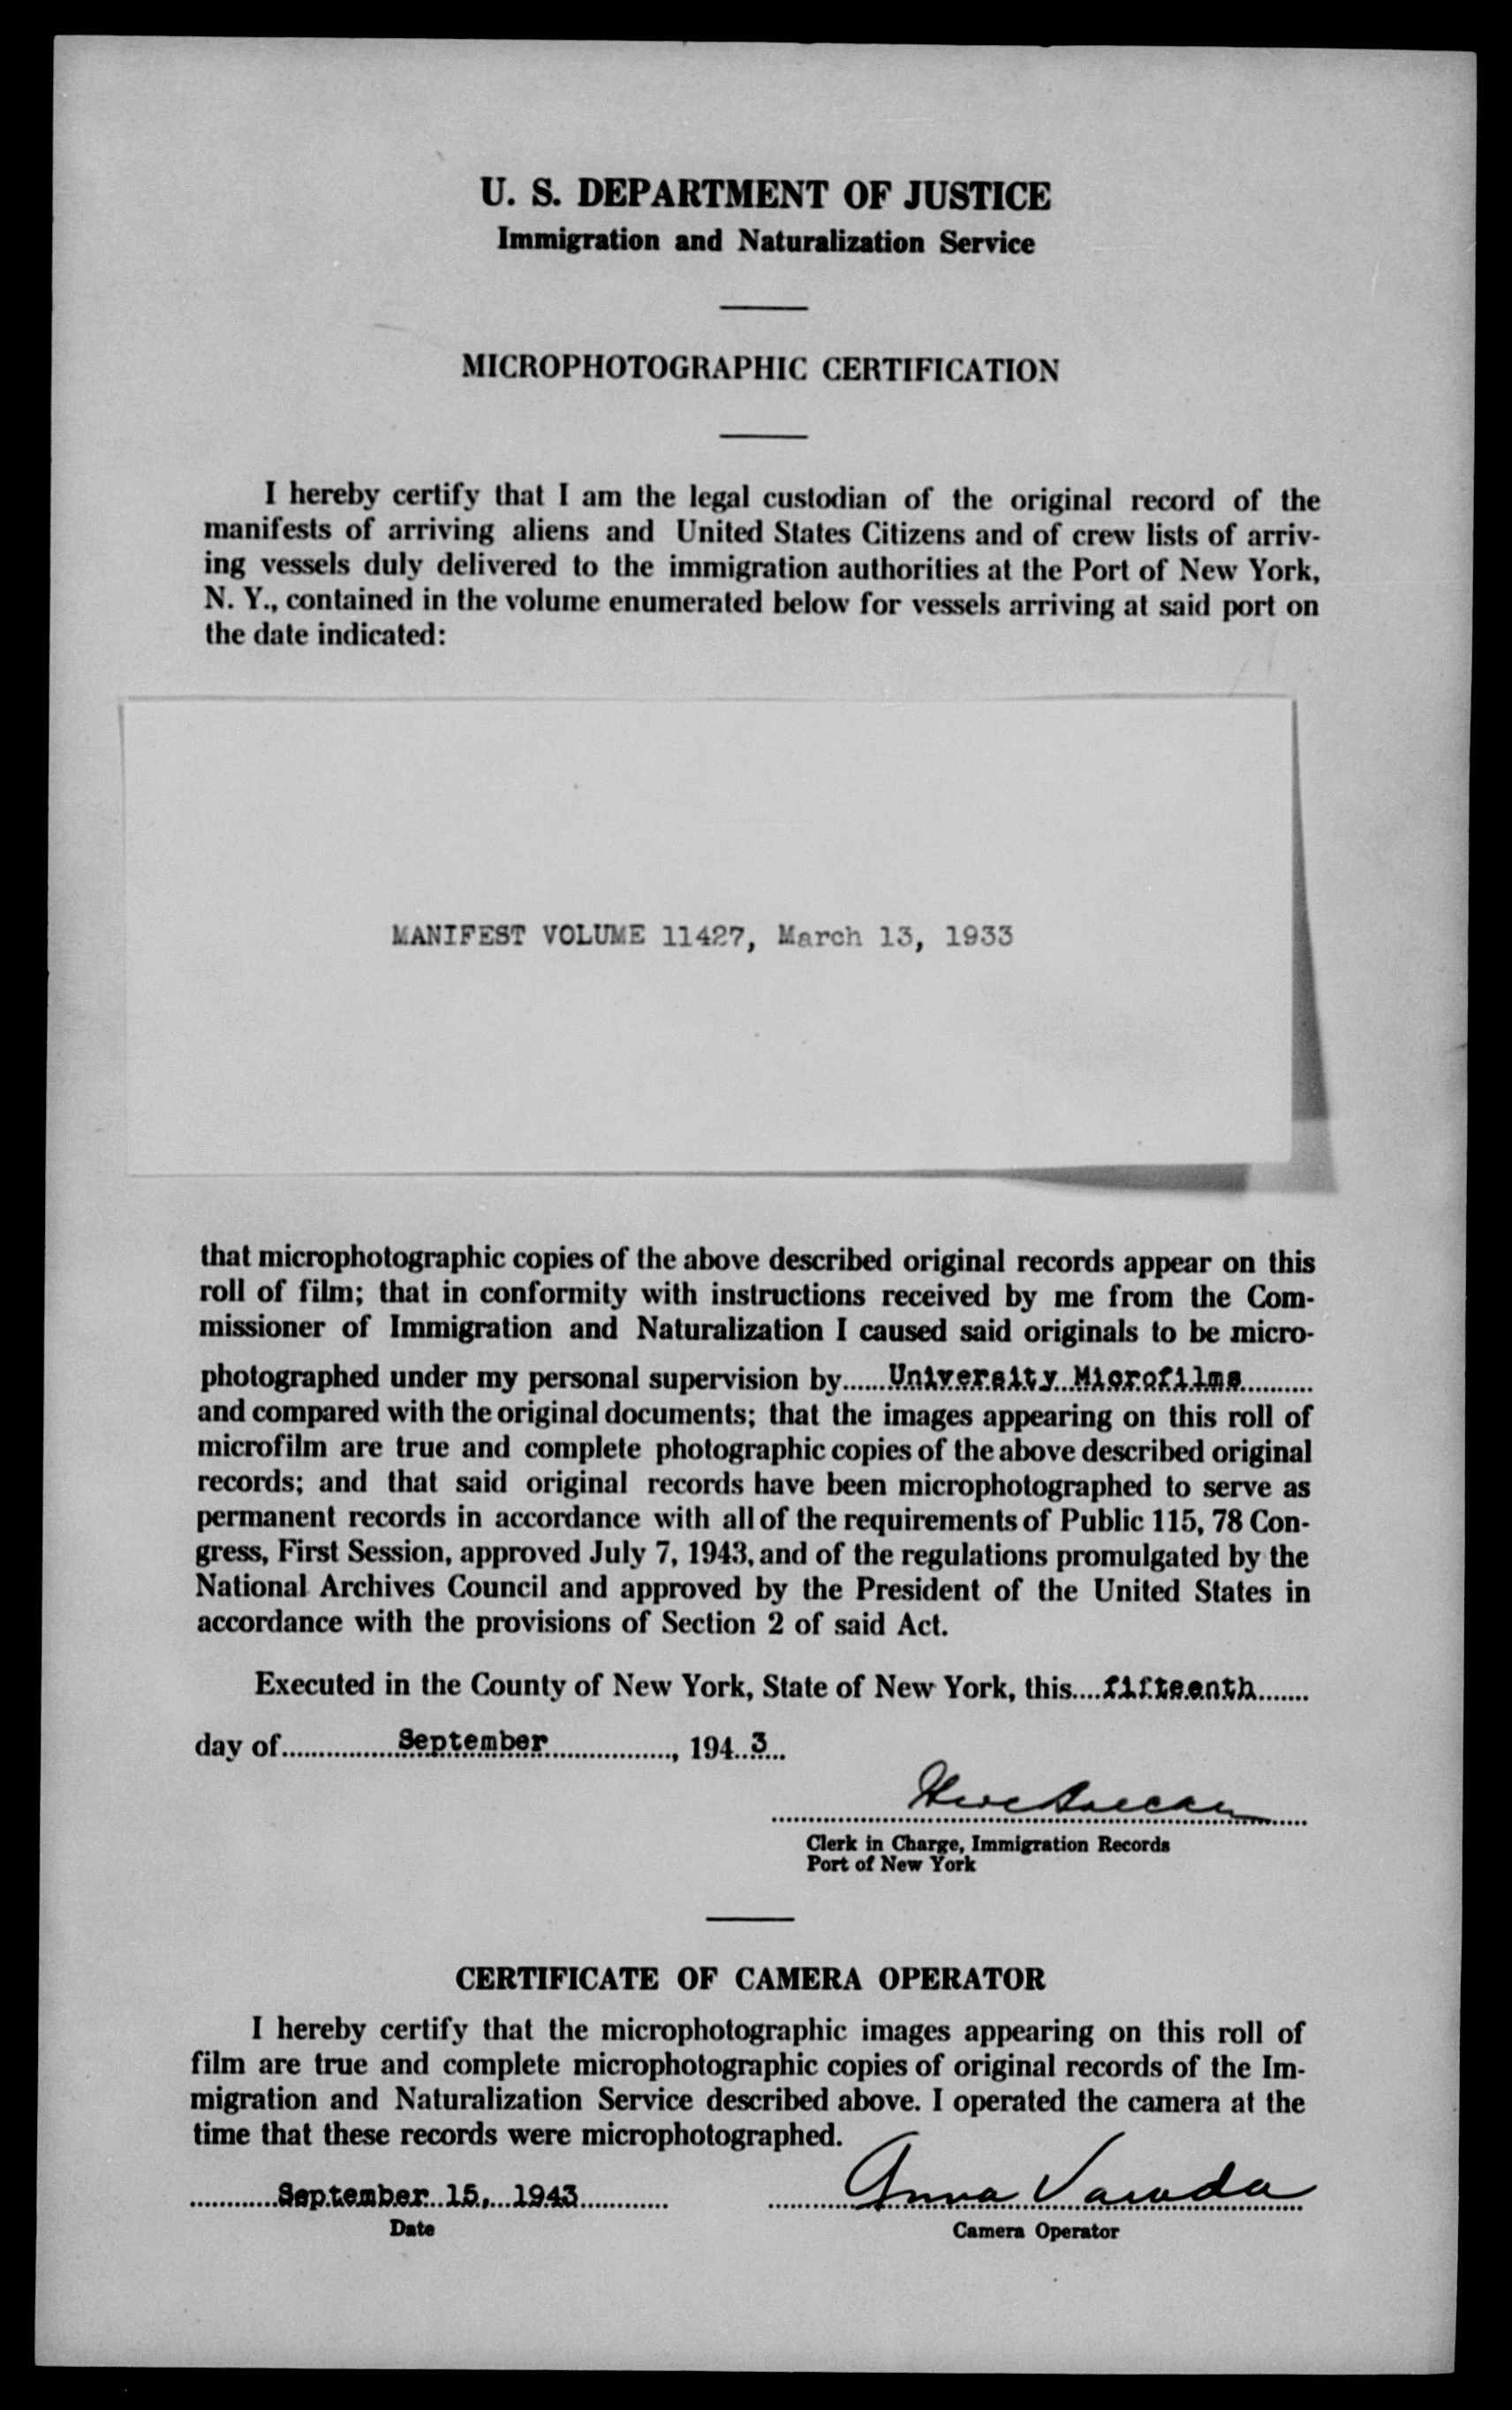 U. S. DEPARTMENT OF JUSTICE
Immigration and Naturalization Service
MICROPHOTOGRAPHIC CERTIFICATION
I hereby certify that I am the legal custodian of the original record of the
manifests of arriving aliens and United States Citizens and of crew lists of arriv-
ing vessels duly delivered to the immigration authorities at the Port of New York,
N. Y., contained in the volume enumerated below for vessels arriving at said port on
the date indicated:
MANIFEST VOLUME 11427, March 13, 1933
that microphotographic copies of the above described original records appear on this
roll of film; that in conformity with instructions received by me from the Com-
missioner of Immigration and Naturalization I caused said originals to be micro-
photographed under my personal supervision by......University Microfilms..........
and compared with the original documents; that the images appearing on this roll of
microfilm are true and complete photographic copies of the above described original
records; and that said original records have been microphotographed to serve as
permanent records in accordance with all of the requirements of Public 115, 78 Con-
gress, First Session, approved July 7, 1943, and of the regulations promulgated by the
National Archives Council and approved by the President of the United States in
accordance with the provisions of Section 2 of said Act.
Executed in the County of New York, State of New York, this....fifteenth.......
day of................September................., 194..3...
Clerk in Charge, Immigration Records
Port of New York
CERTIFICATE OF CAMERA OPERATOR
I hereby certify that the microphotographic images appearing on this roll of
film are true and complete microphotographic copies of original records of the Im-
migration and Naturalization Service described above. I operated the camera at the
time that these records were microphotographed.
............September 15, 1943............ Anna
Date Camera Operator